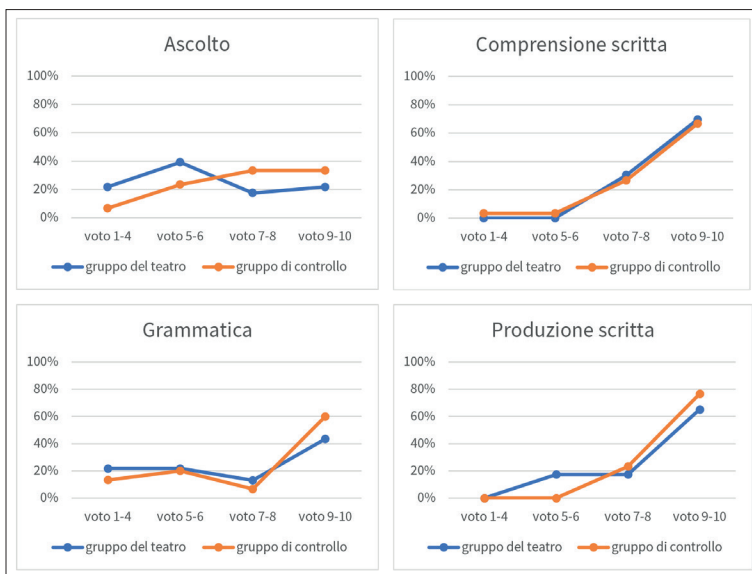 Ascolto
100%
80%
60%
40%
20%
0%
voto 1-4 voto 5-6 voto 7-8 voto 9-10
gruppo del teatro gruppo di controllo
Comprensione scritta
100%
80%
60%
40%
20%
0%
voto 1-4 voto 5-6 voto 7-8 voto 9-10
gruppo del teatro gruppo di controllo
Grammatica
100%
80%
60%
40%
20%
0%
voto 1-4 voto 5-6 voto 7-8 voto 9-10
gruppo del teatro gruppo di controllo
Produzione scritta
100%
80%
60%
40%
20%
0%
voto 1-4 voto 5-6 voto 7-8 voto 9-10
gruppo del teatro gruppo di controllo